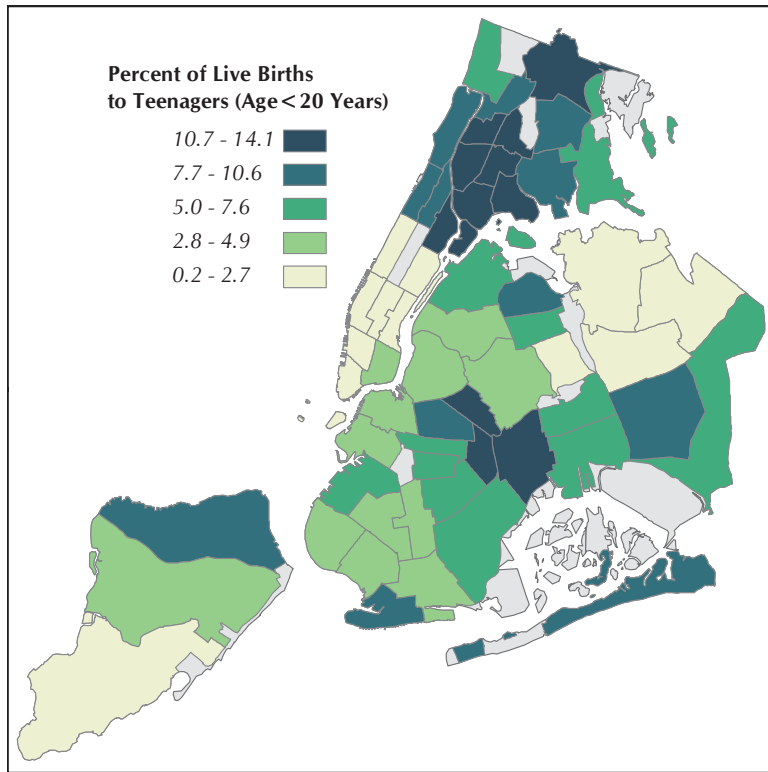 Percent of Live Births
to Teenagers (Age<20 Years)
10.7 - 14.1
7.7 - 10.6
5.0 - 7.6
2.8 - 4.9
0.2 - 2.7